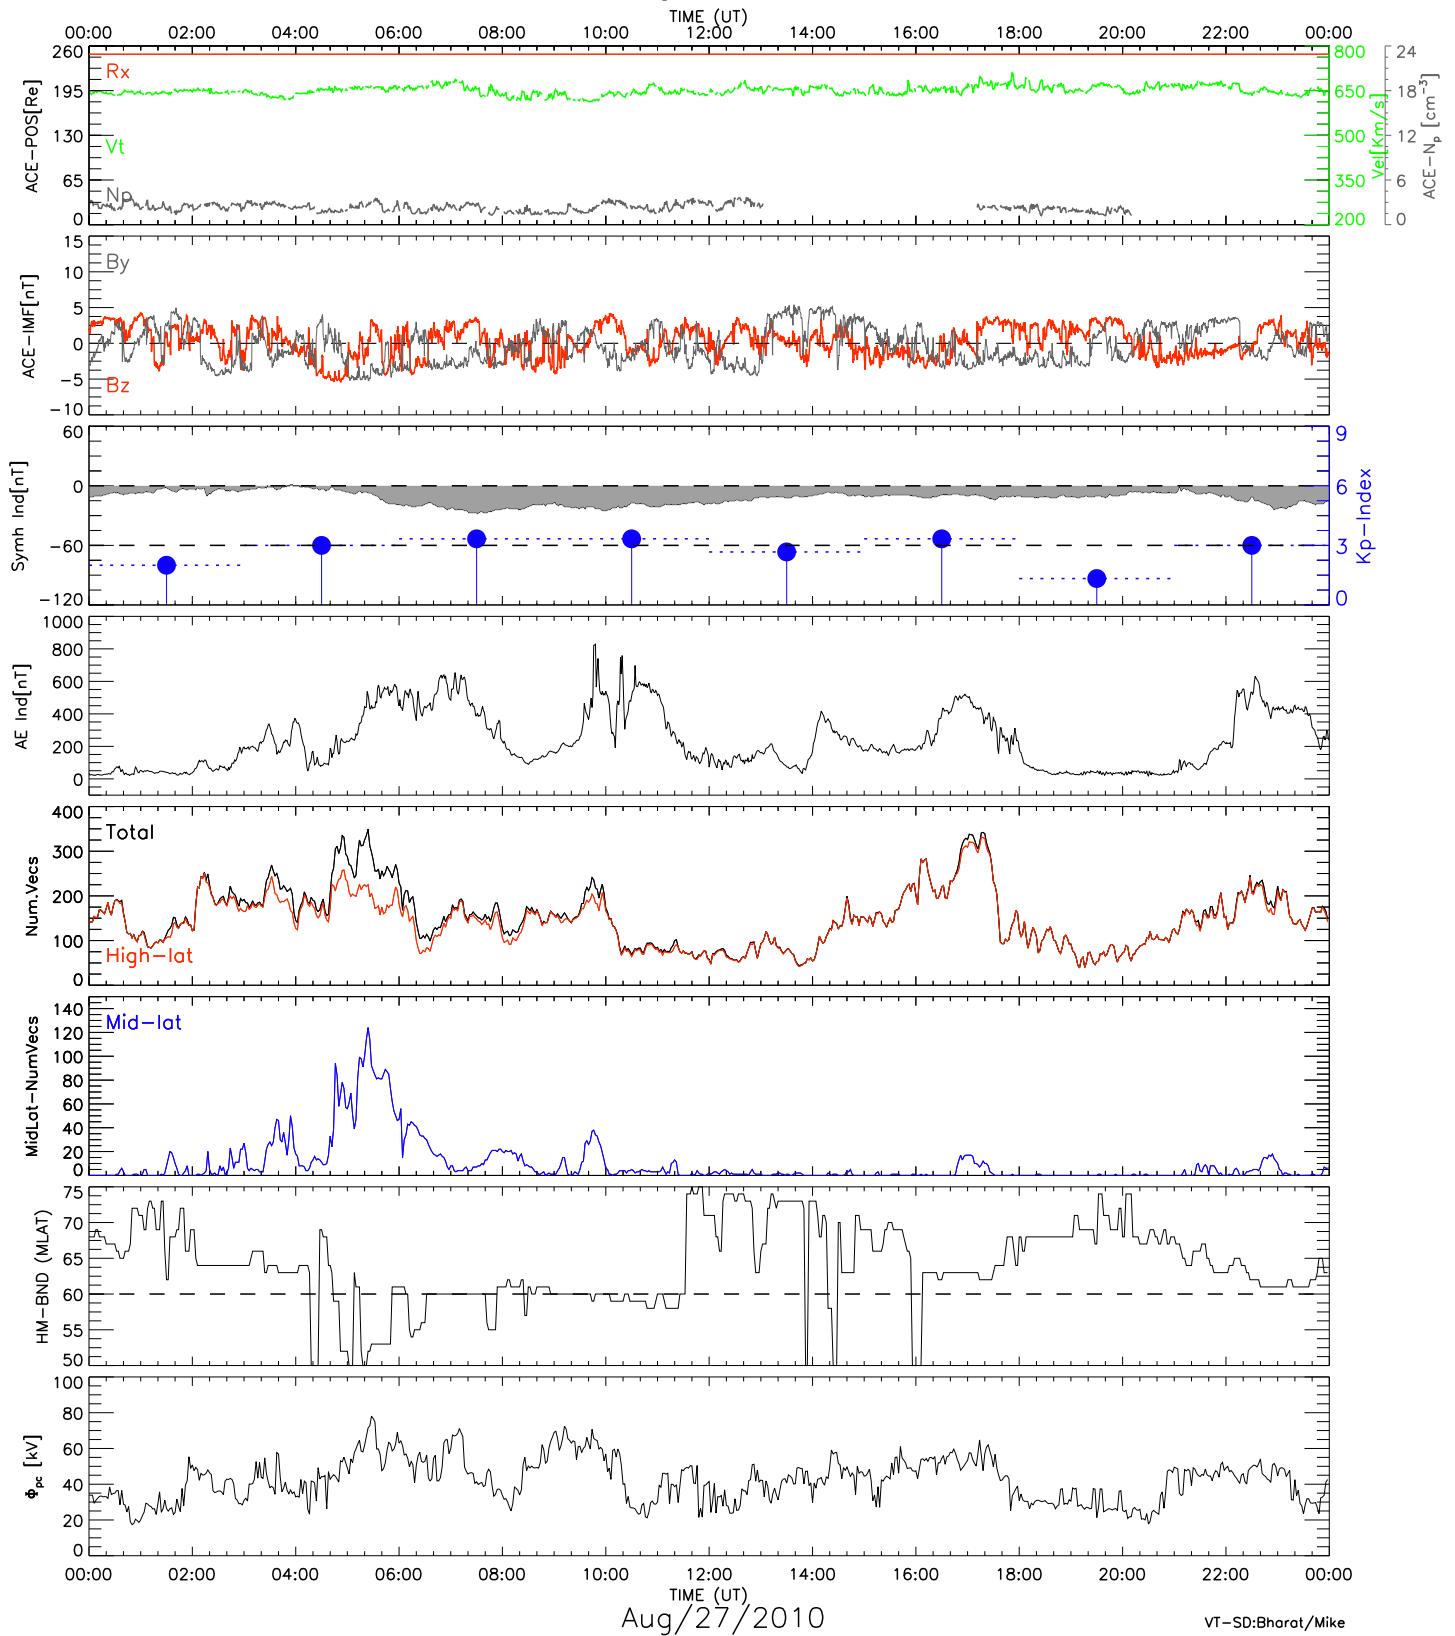 TIME (UT)
00:00 02:00 04:00 06:00 08:00 10:00 12:00 14:00 16:00 18:00 20:00 22:00 00:00
ACE-POS[Re]
260
195
130
65
0
Rx
Vt
Np
800
650
500
350
200
Vel[Km/s]
24
18
12
6
0
ACE-Np [cm⁻³]
ACE-IMF[nT]
15
10
5
0
-5
-10
By
Bz
Symh Ind[nT]
60
0
-60
-120
9
6
3
0
Kp-Index
AE Ind[nT]
1000
800
600
400
200
0
Num.Vecs
400
300
200
100
0
Total
High-lat
MidLat-NumVecs
140
120
100
80
60
40
20
0
Mid-lat
HM-BND (MLAT)
75
70
65
60
55
50
Φpc [kV]
100
80
60
40
20
0
00:00 02:00 04:00 06:00 08:00 10:00 12:00 14:00 16:00 18:00 20:00 22:00 00:00
TIME (UT)
Aug/27/2010
VT-SD:Bharat/Mike